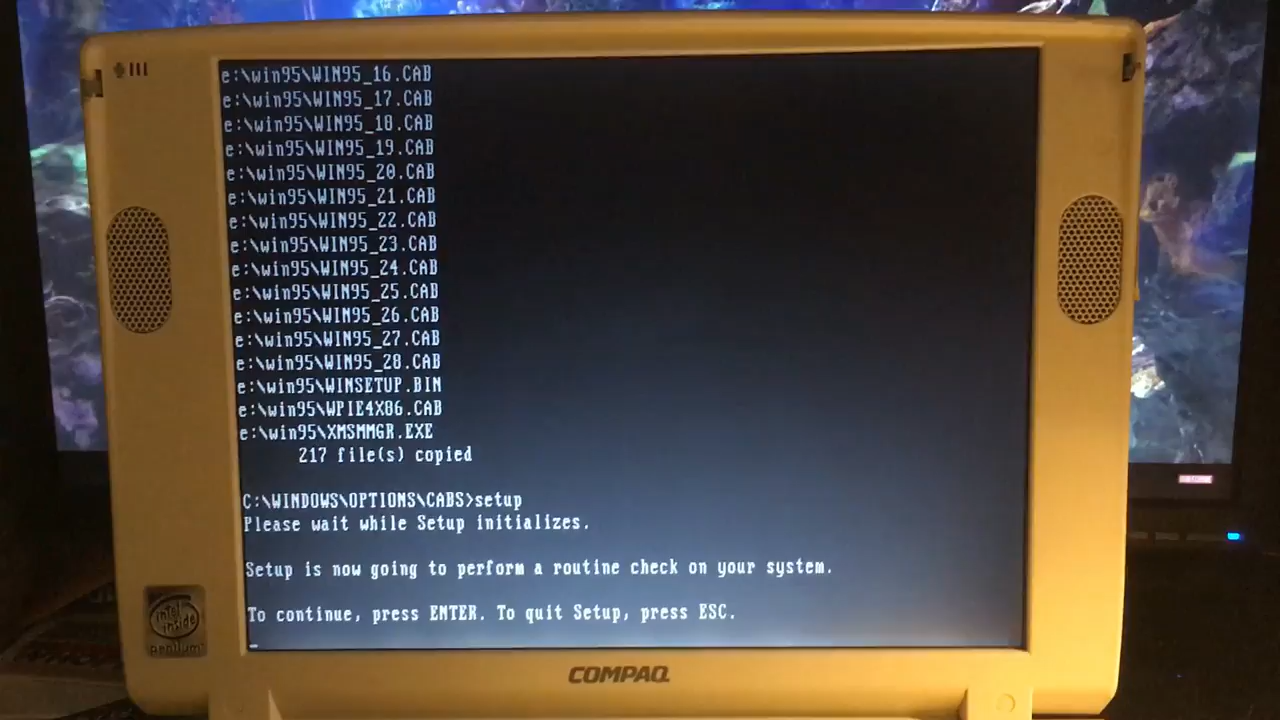 e:\win95\WIN95_16.CAB
e:\win95\WIN95_17.CAB
e:\win95\WIN95_18.CAB
e:\win95\WIN95_19.CAB
e:\win95\WIN95_20.CAB
e:\win95\WIN95_21.CAB
e:\win95\WIN95_22.CAB
e:\win95\WIN95_23.CAB
e:\win95\WIN95_24.CAB
e:\win95\WIN95_25.CAB
e:\win95\WIN95_26.CAB
e:\win95\WIN95_27.CAB
e:\win95\WIN95_28.CAB
e:\win95\WINSETUP.BIN
e:\win95\WPIE4X86.CAB
e:\win95\XMSMMGR.EXE
217 file(s) copied
C:\WINDOWS\OPTIONS\CABS>setup
Please wait while Setup initializes.
Setup is now going to perform a routine check on your system.
To continue, press ENTER. To quit Setup, press ESC.
intel
inside
pentium
COMPAQ